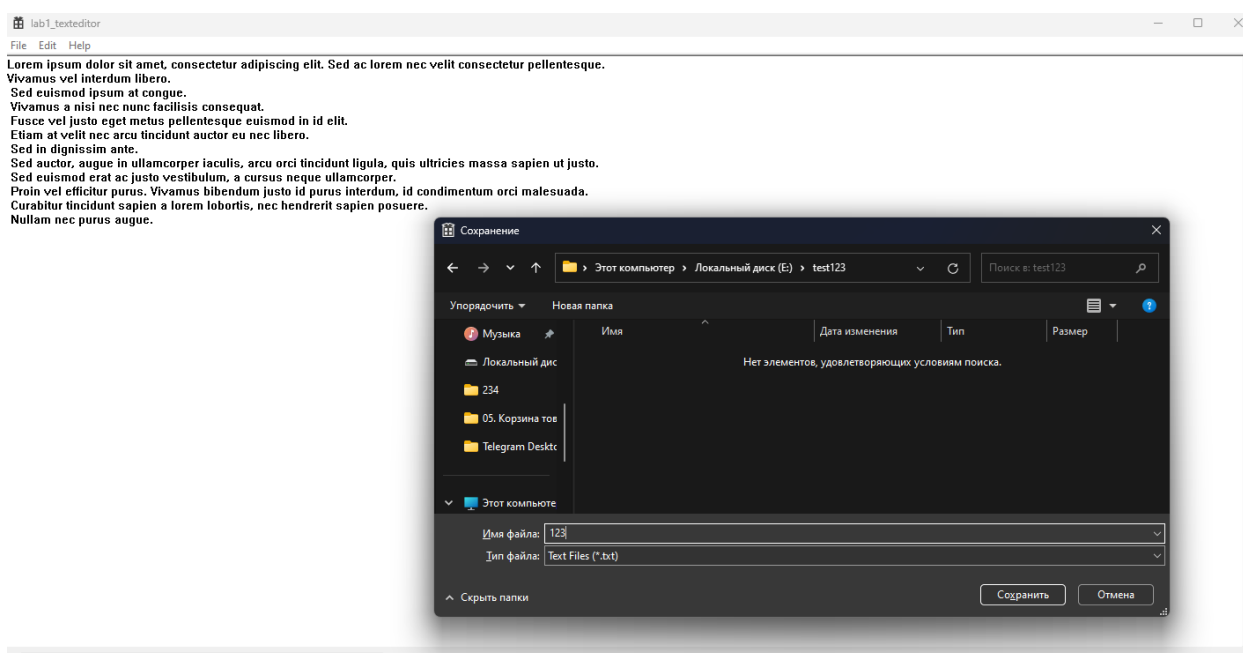 lab1_texteditor
File Edit Help
Lorem ipsum dolor sit amet, consectetur adipiscing elit. Sed ac lorem nec velit consectetur pellentesque.
Vivamus vel interdum libero.
Sed euismod ipsum at congue.
Vivamus a nisi nec nunc facilisis consequat.
Fusce vel justo eget metus pellentesque euismod in id elit.
Etiam at velit nec arcu tincidunt auctor eu nec libero.
Sed in dignissim ante.
Sed auctor, augue in ullamcorper iaculis, arcu orci tincidunt ligula, quis ultricies massa sapien ut justo.
Sed euismod erat ac justo vestibulum, a cursus neque ullamcorper.
Proin vel efficitur purus. Vivamus bibendum justo id purus interdum, id condimentum orci malesuada.
Curabitur tincidunt sapien a lorem lobortis, nec hendrerit sapien posuere.
Nullam nec purus augue.
Сохранение
Этот компьютер > Локальный диск (E:) > test123
Поиск в: test123
Упорядочить Новая папка
Имя Дата изменения Тип Размер
Музыка
Нет элементов, удовлетворяющих условиям поиска.
Локальный дис
234
05. Корзина тов
Telegram Deskto
Этот компьюте
Имя файла: 123
Тип файла: Text Files (*.txt)
Скрыть папки
Сохранить Отмена